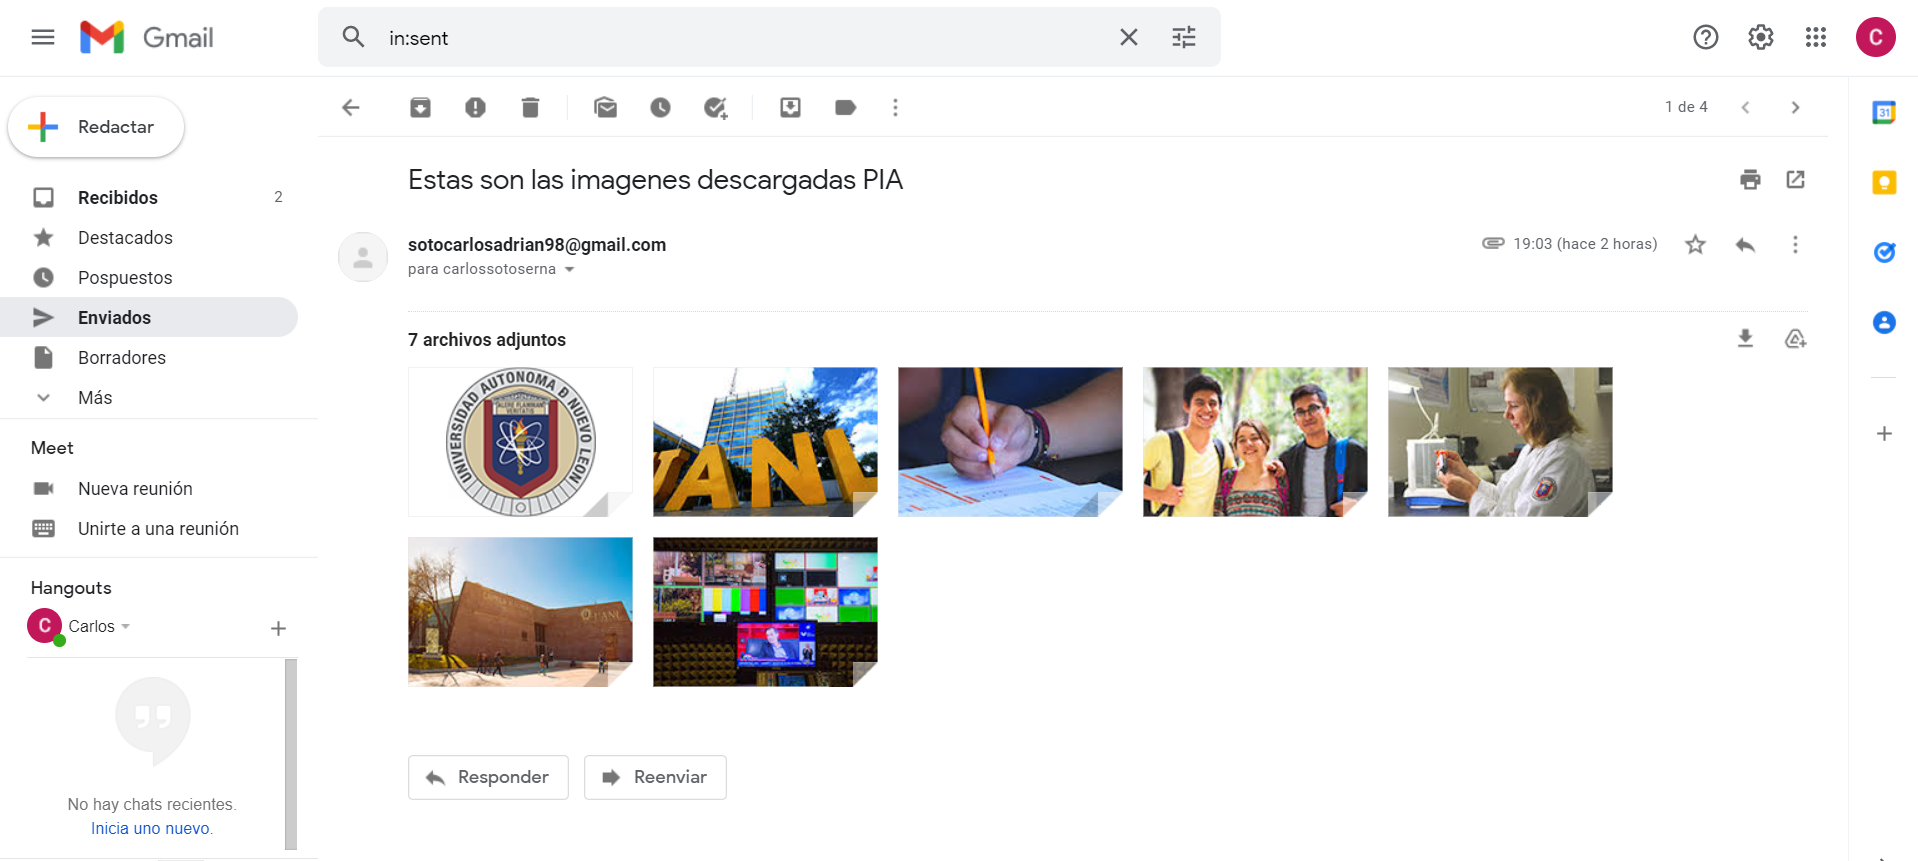 Gmail
in:sent
C
Redactar
1 de 4
31
Recibidos 2
Destacados
Pospuestos
Enviados
Borradores
Más
Meet
Nueva reunión
Unirte a una reunión
Hangouts
C Carlos
No hay chats recientes.
Inicia uno nuevo.
Estas son las imagenes descargadas PIA
sotocarlosadrian98@gmail.com
19:03 (hace 2 horas)
para carlossotoserna
7 archivos adjuntos
UNIVERSIDAD AUTONOMA DE NUEVO LEON
ALERE FLAMMAM
VERITATIS
UANL
UANL
Responder
Reenviar